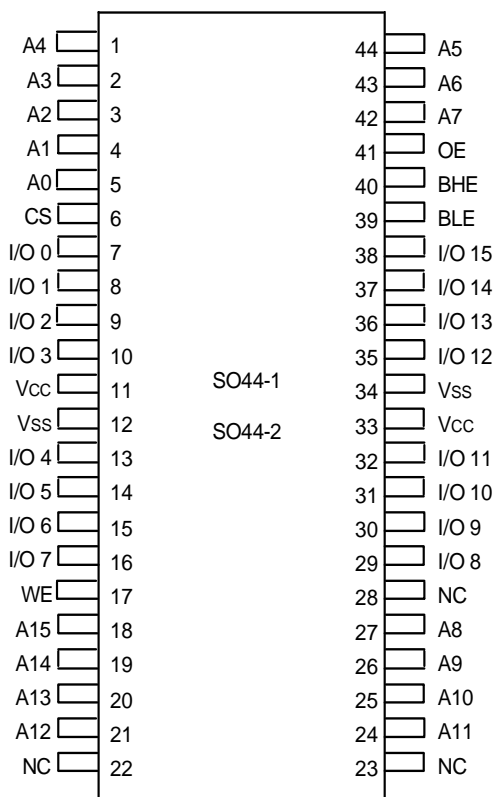 A4 1 44 A5
A3 2 43 A6
A2 3 42 A7
A1 4 41 OE
A0 5 40 BHE
CS 6 39 BLE
I/O 0 7 38 I/O 15
I/O 1 8 37 I/O 14
I/O 2 9 36 I/O 13
I/O 3 10 35 I/O 12
VCC 11 SO44-1 34 VSS
VSS 12 SO44-2 33 VCC
I/O 4 13 32 I/O 11
I/O 5 14 31 I/O 10
I/O 6 15 30 I/O 9
I/O 7 16 29 I/O 8
WE 17 28 NC
A15 18 27 A8
A14 19 26 A9
A13 20 25 A10
A12 21 24 A11
NC 22 23 NC